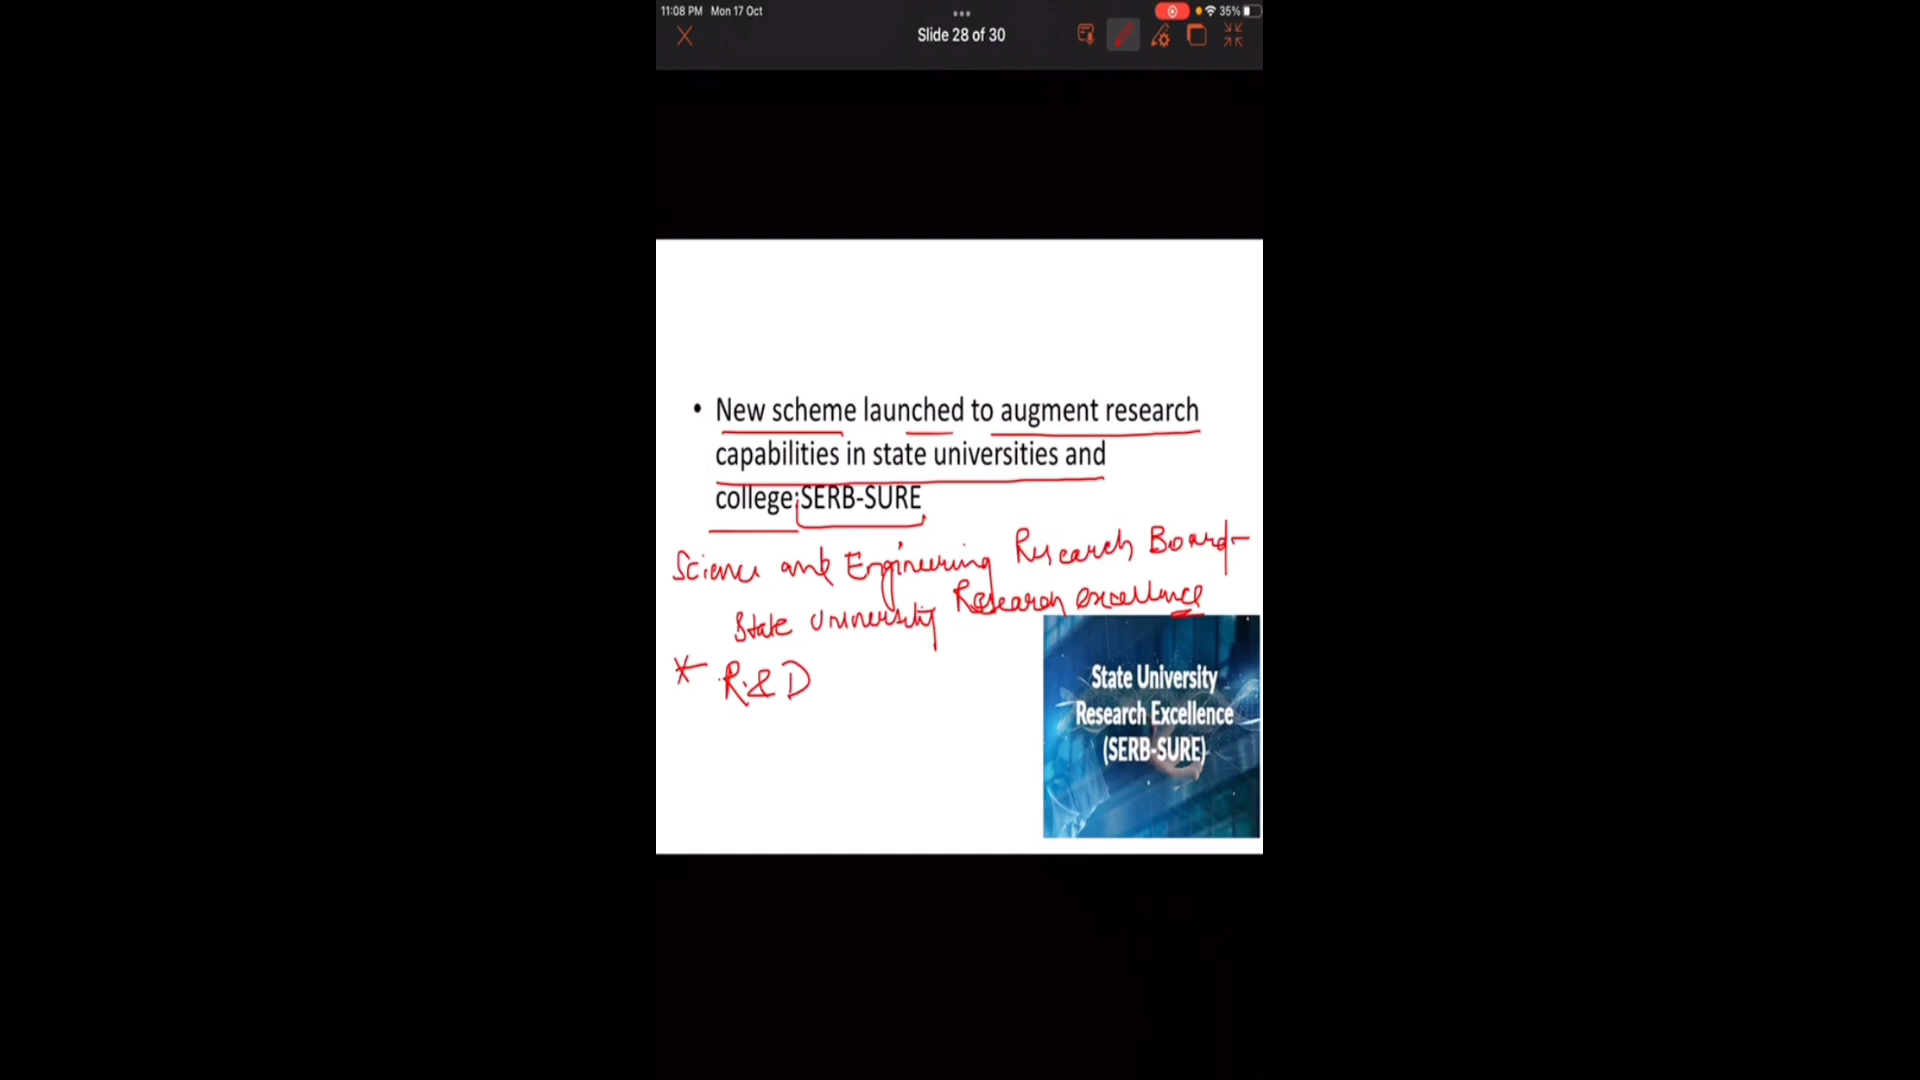 11:08 PM Mon 17 Oct
35%
Slide 28 of 30
• New scheme launched to augment research
capabilities in state universities and
college:SERB-SURE
Science and Engineering Research Board-
State University Research excellence
* R&D
State University
Research Excellence
(SERB-SURE)